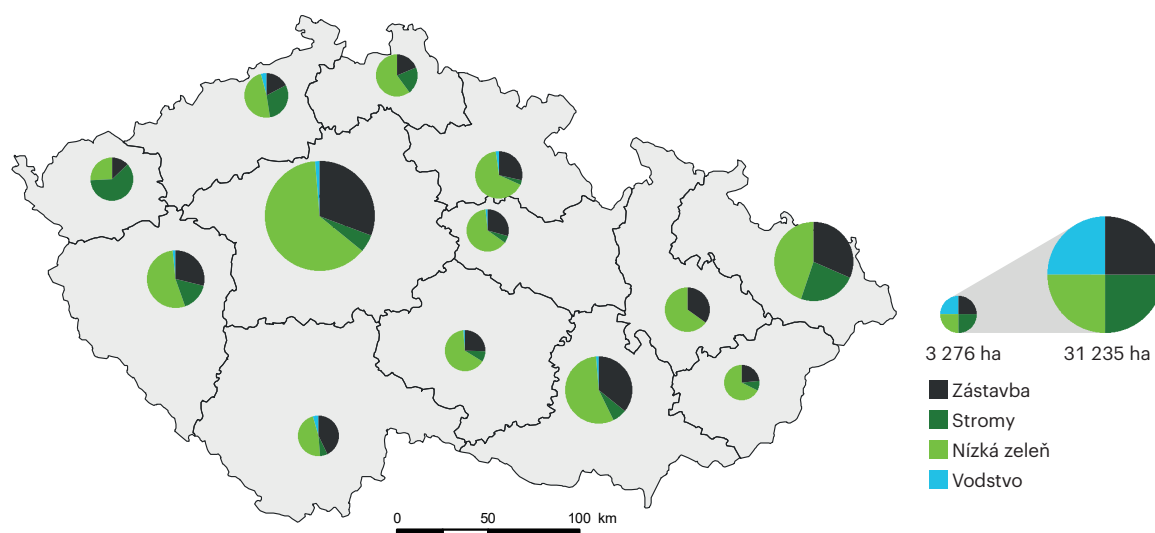 3 276 ha
31 235 ha
Zástavba
Stromy
Nízká zeleň
Vodstvo
0 50 100 km